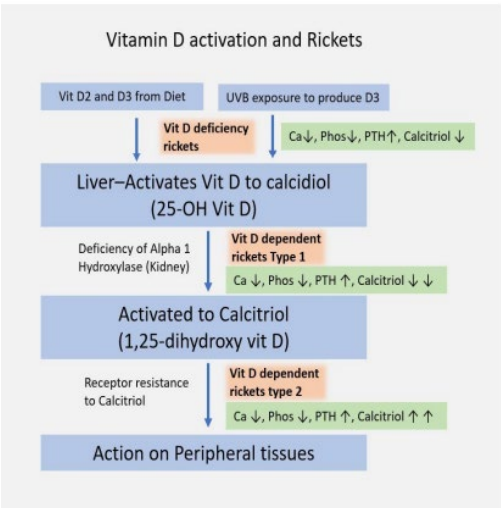 Vitamin D activation and Rickets
Vit D2 and D3 from Diet
UVB exposure to produce D3
Vit D deficiency
rickets
Ca↓, Phos↓, PTH↑, Calcitriol ↓
Liver–Activates Vit D to calcidiol
(25-OH Vit D)
Deficiency of Alpha 1
Hydroxylase (Kidney)
Vit D dependent
rickets Type 1
Ca ↓, Phos ↓, PTH ↑, Calcitriol ↓ ↓
Activated to Calcitriol
(1,25-dihydroxy vit D)
Receptor resistance
to Calcitriol
Vit D dependent
rickets type 2
Ca ↓, Phos ↓, PTH ↑, Calcitriol ↑ ↑
Action on Peripheral tissues